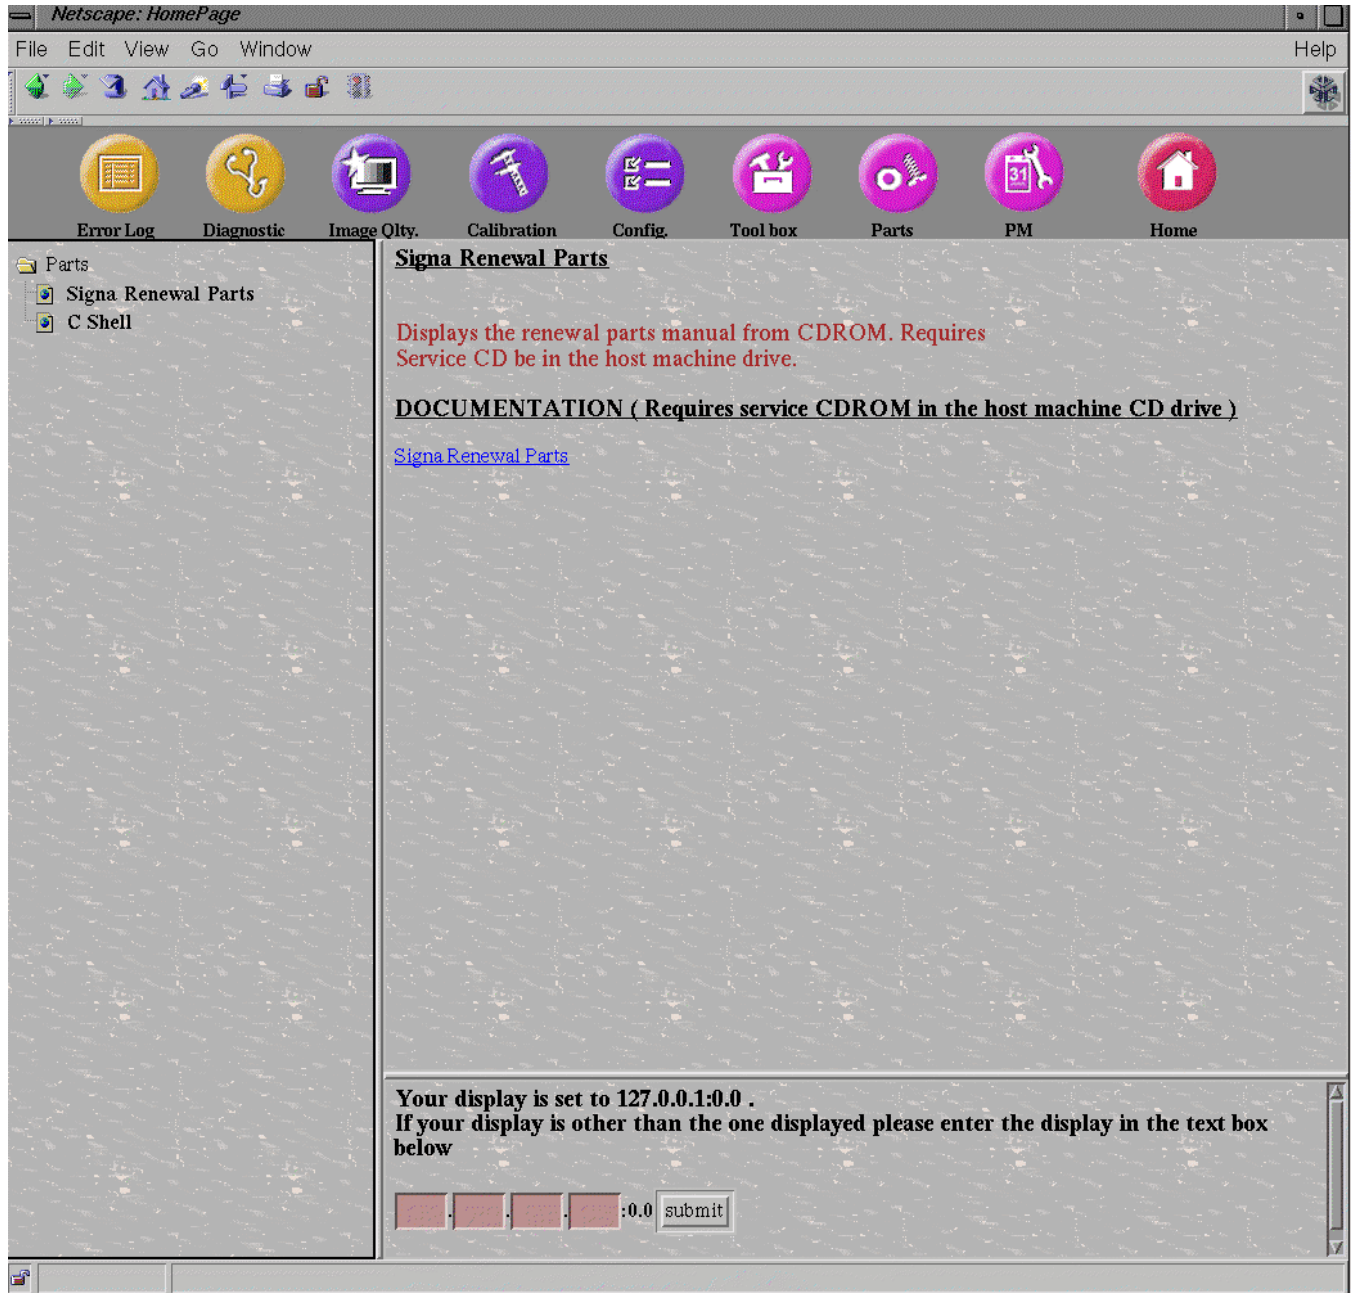 Netscape: HomePage
File Edit View Go Window Help
Error Log Diagnostic Image Qlty. Calibration Config. Tool box Parts PM Home
31
Parts
Signa Renewal Parts
C Shell
Signa Renewal Parts
Displays the renewal parts manual from CDROM. Requires
Service CD be in the host machine drive.
DOCUMENTATION ( Requires service CDROM in the host machine CD drive )
Signa Renewal Parts
Your display is set to 127.0.0.1:0.0 .
If your display is other than the one displayed please enter the display in the text box
below
. . . :0.0 submit